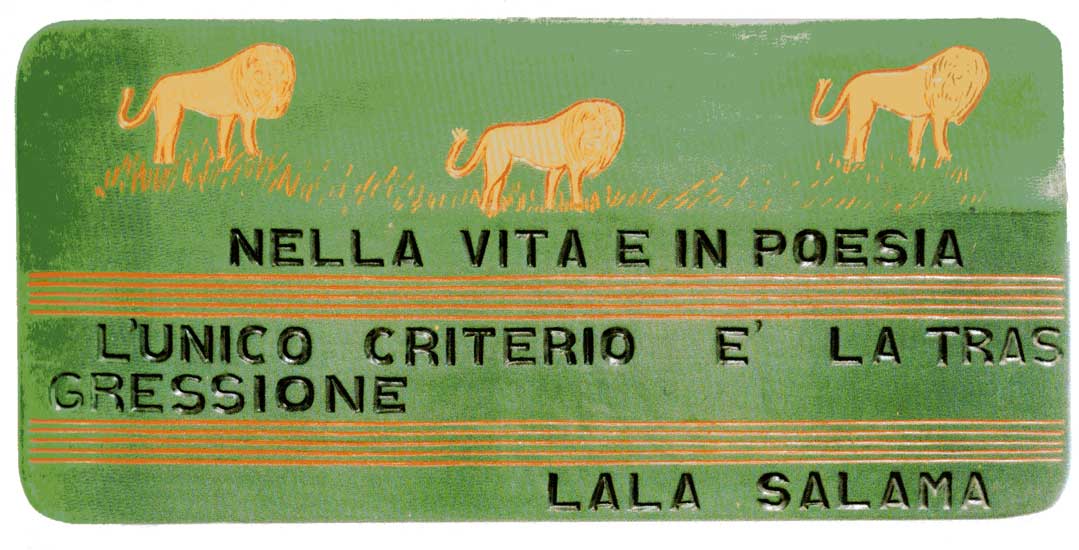 NELLA VITA E IN POESIA
L'UNICO CRITERIO E' LA TRAS
GRESSIONE
LALA SALAMA